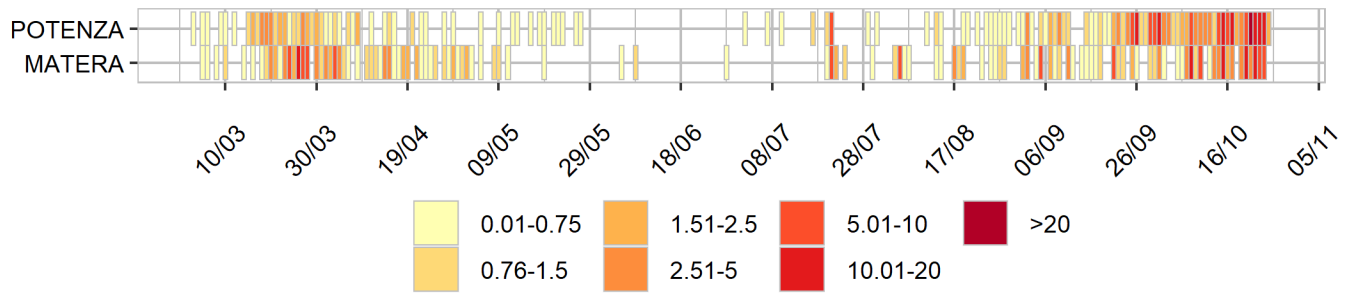 POTENZA
MATERA
10/03 30/03 19/04 09/05 29/05 18/06 08/07 28/07 17/08 06/09 26/09 16/10 05/11
0.01-0.75 1.51-2.5 5.01-10 >20
0.76-1.5 2.51-5 10.01-20